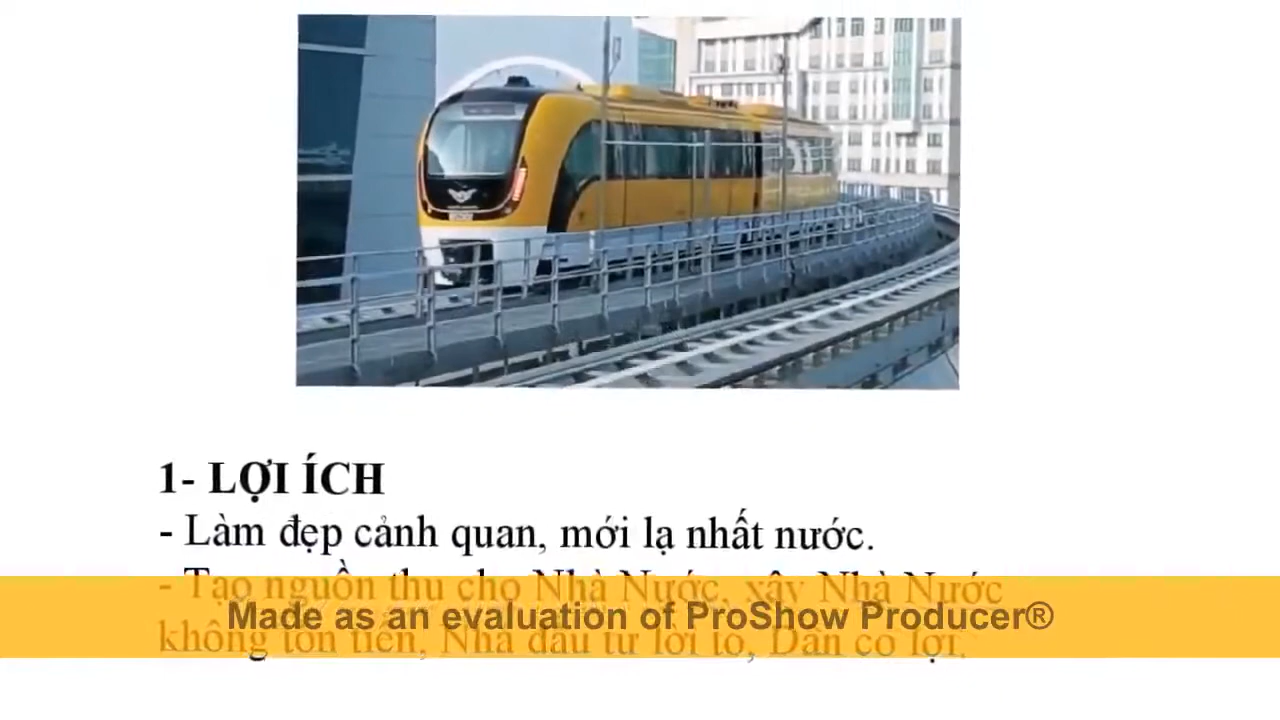 1- LỢI ÍCH
- Làm đẹp cảnh quan, mới lạ nhất nước.
- Tạo nguồn thu cho Nhà Nước, xây Nhà Nước
Made as an evaluation of ProShow Producer®
không tốn tiền, Nhà đầu tư lời to, Dân có lợi.